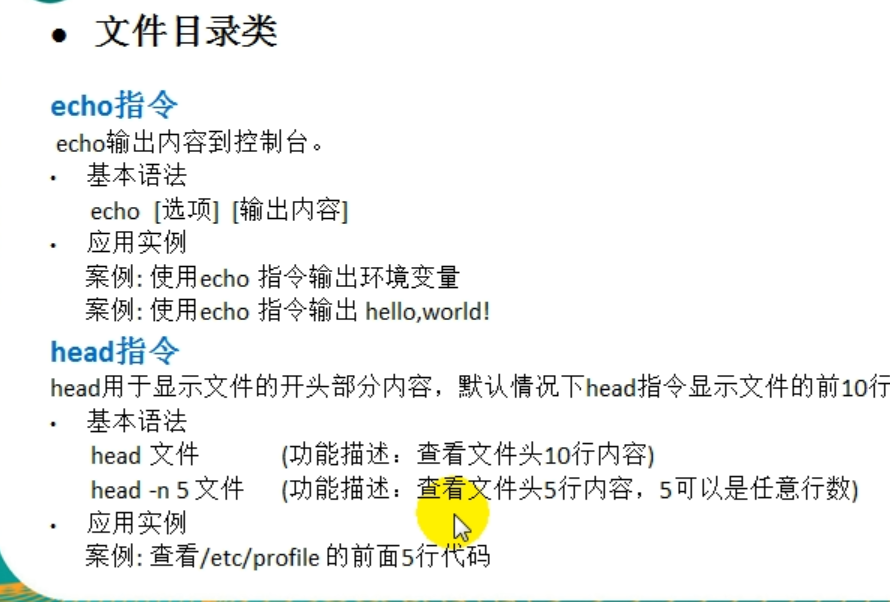 • 文件目录类
echo指令
echo输出内容到控制台。
• 基本语法
echo [选项] [输出内容]
• 应用实例
案例: 使用echo 指令输出环境变量
案例: 使用echo 指令输出 hello,world!
head指令
head用于显示文件的开头部分内容，默认情况下head指令显示文件的前10行
• 基本语法
head 文件 (功能描述：查看文件头10行内容)
head -n 5 文件 (功能描述：查看文件头5行内容，5可以是任意行数)
• 应用实例
案例: 查看/etc/profile 的前面5行代码